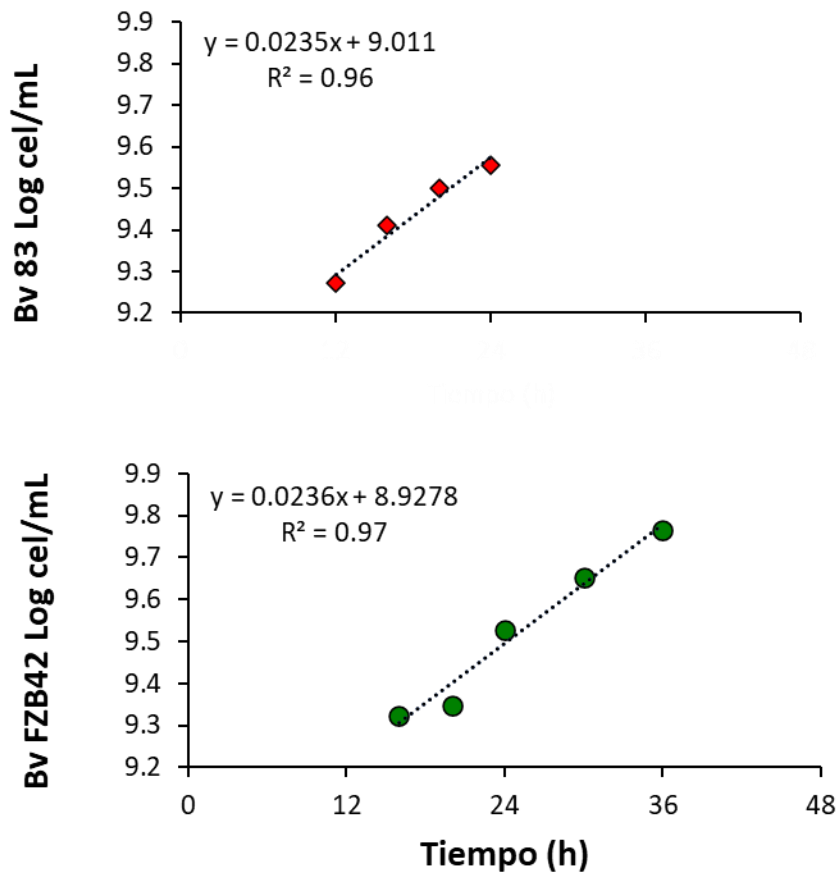 Bv 83 Log cel/mL
9.9
9.8
9.7
9.6
9.5
9.4
9.3
9.2
y = 0.0235x + 9.011
R² = 0.96
Bv FZB42 Log cel/mL
9.9
9.8
9.7
9.6
9.5
9.4
9.3
9.2
y = 0.0236x + 8.9278
R² = 0.97
0 12 24 36 48
Tiempo (h)